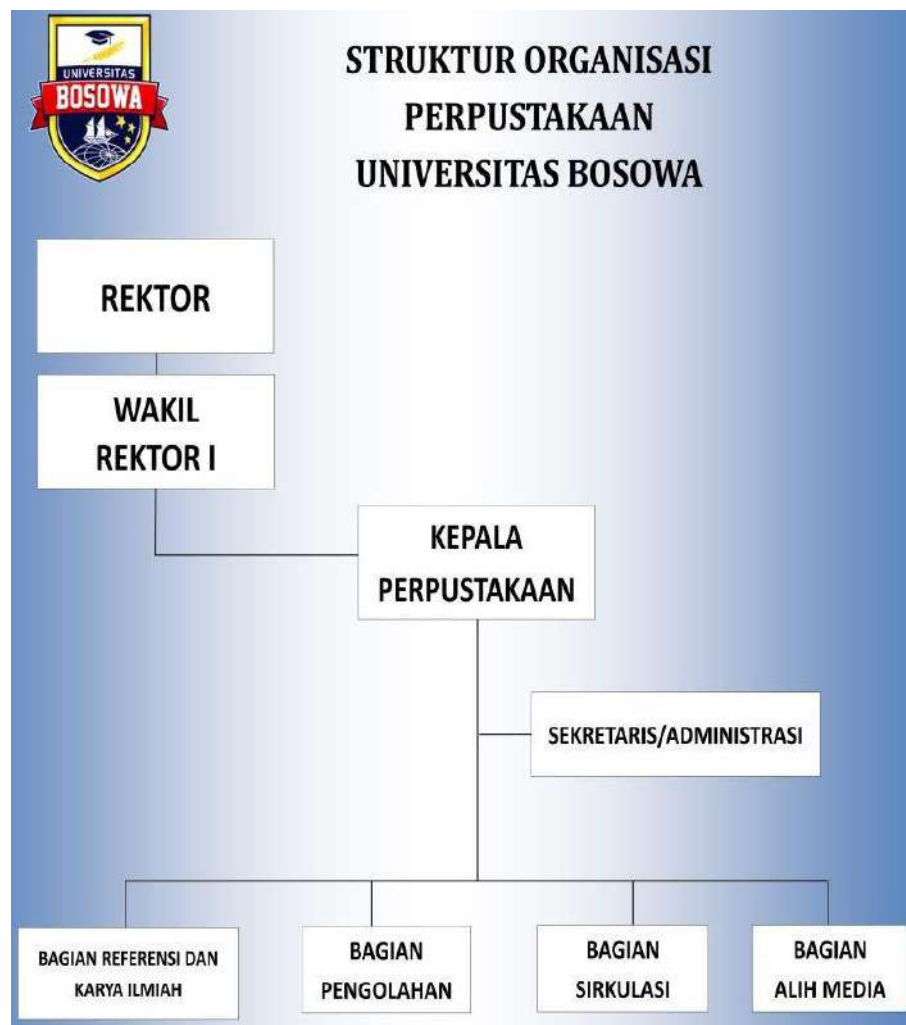 UNIVERSITAS
BOSOWA
STRUKTUR ORGANISASI
PERPUSTAKAAN
UNIVERSITAS BOSOWA
REKTOR
WAKIL
REKTOR I
KEPALA
PERPUSTAKAAN
SEKRETARIS/ADMINISTRASI
BAGIAN REFERENSI DAN
KARYA ILMIAH
BAGIAN
PENGOLAHAN
BAGIAN
SIRKULASI
BAGIAN
ALIH MEDIA